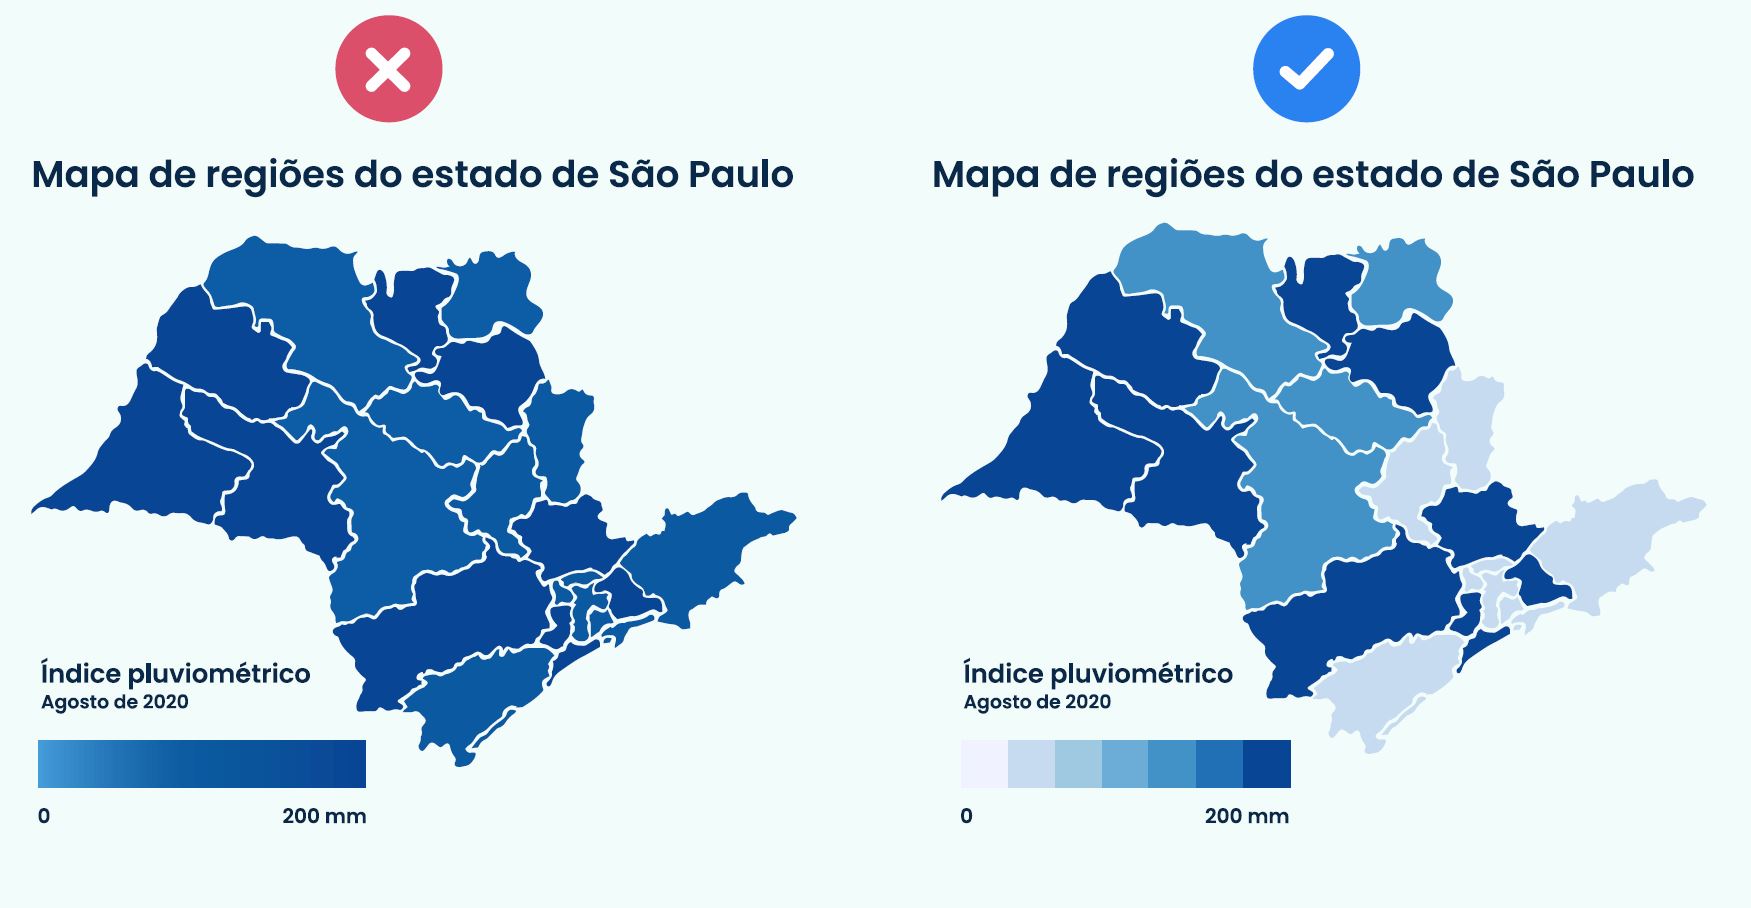 Mapa de regiões do estado de São Paulo
Índice pluviométrico
Agosto de 2020
0
200 mm
Mapa de regiões do estado de São Paulo
Índice pluviométrico
Agosto de 2020
0
200 mm